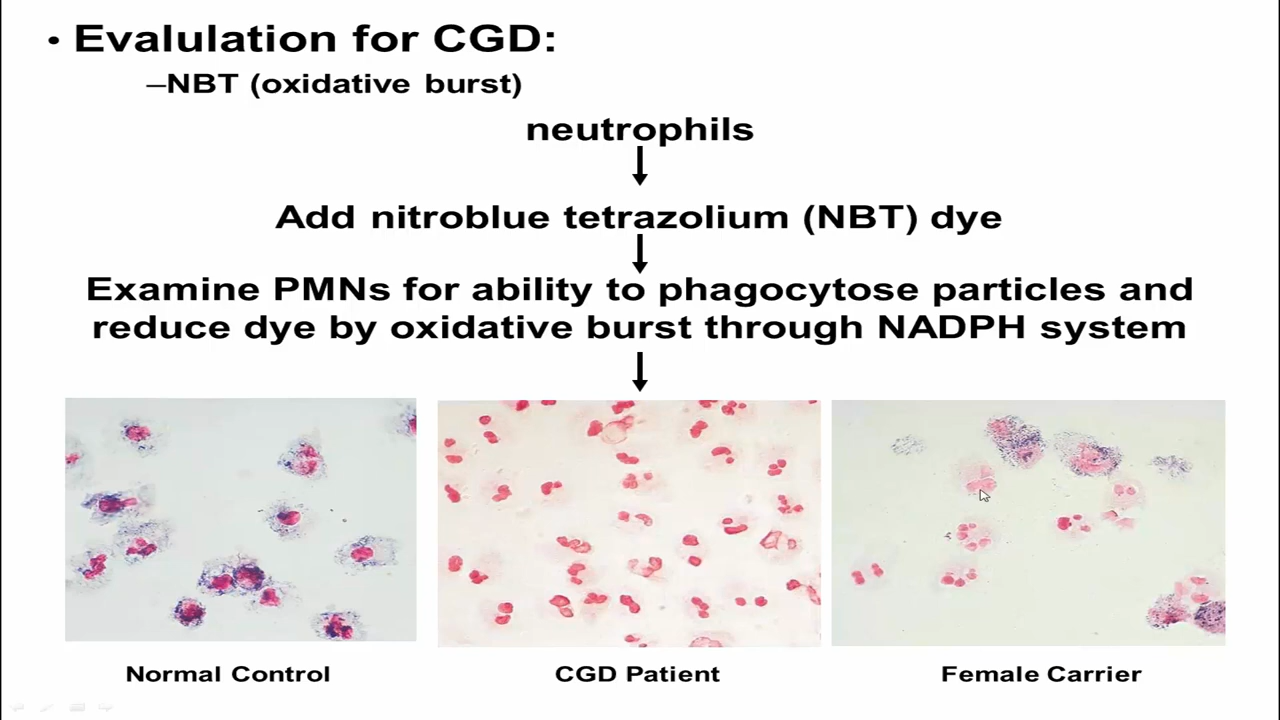 • Evalulation for CGD:
–NBT (oxidative burst)
neutrophils
Add nitroblue tetrazolium (NBT) dye
Examine PMNs for ability to phagocytose particles and
reduce dye by oxidative burst through NADPH system
Normal Control
CGD Patient
Female Carrier